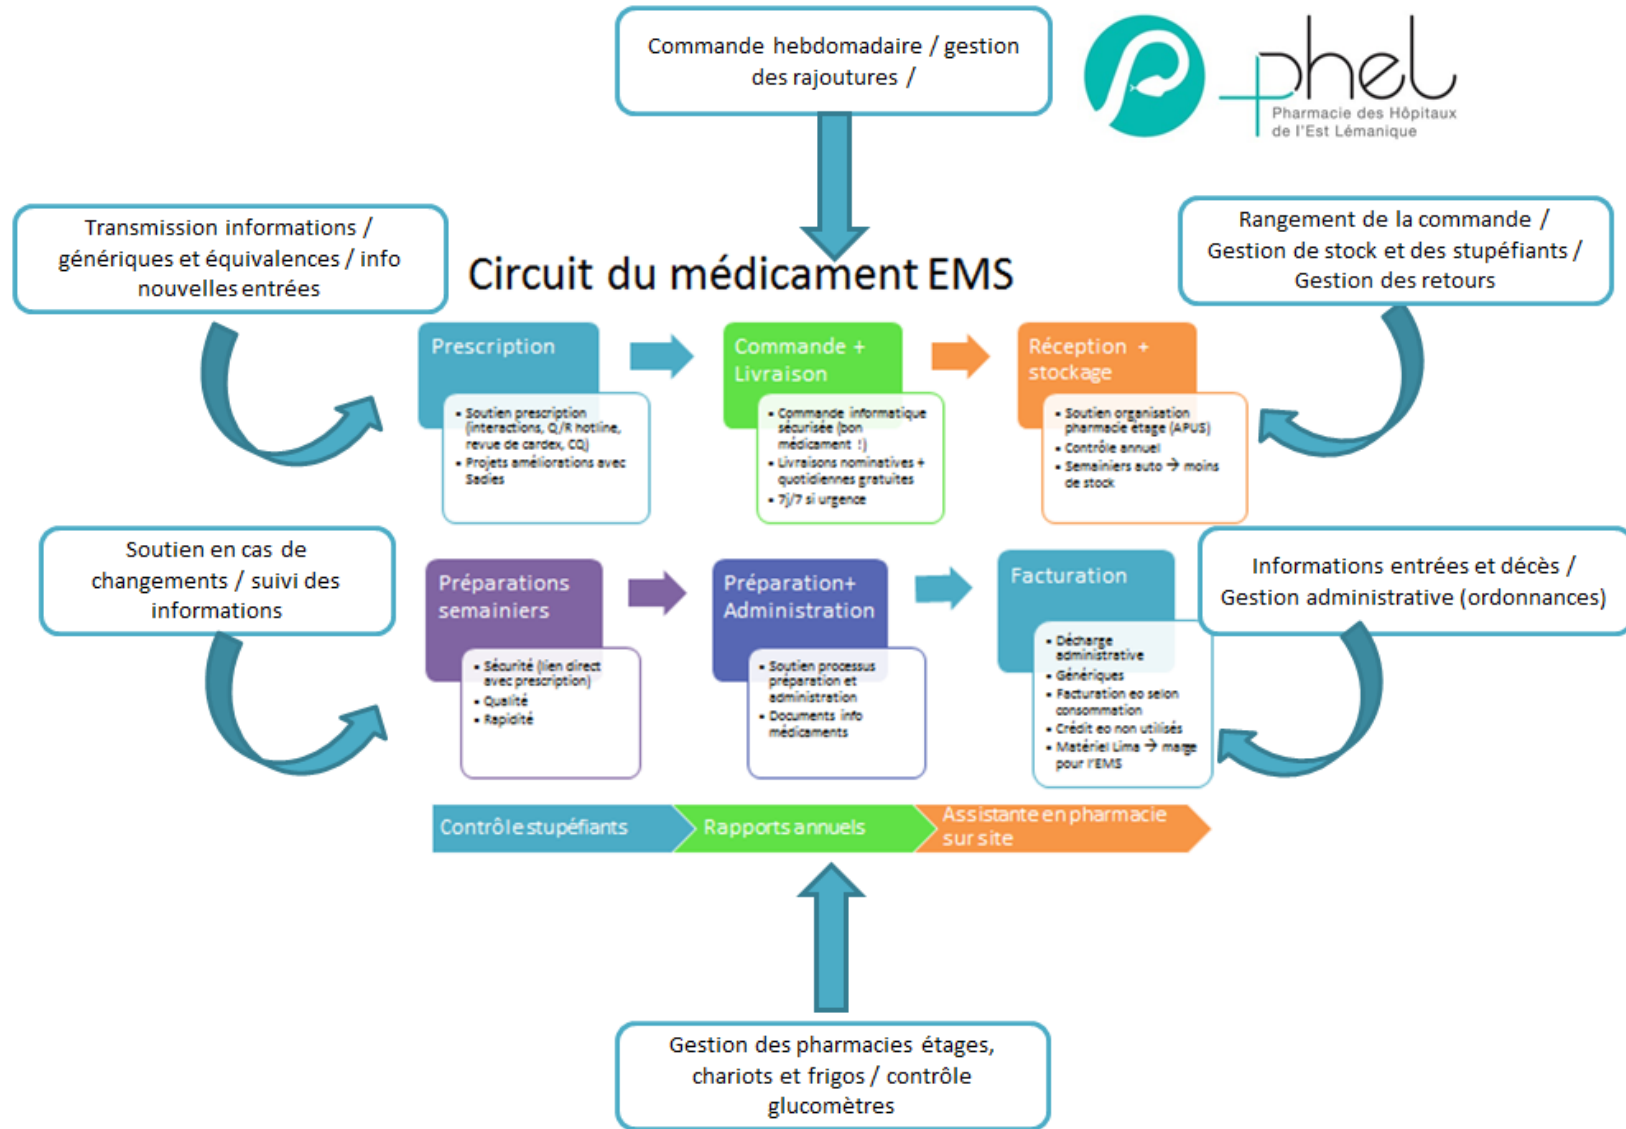 Commande hebdomadaire / gestion
des rajoutures /
phel
Pharmacie des Hôpitaux
de l'Est Lémanique
Transmission informations /
génériques et équivalences / info
nouvelles entrées
Rangement de la commande /
Gestion de stock et des stupéfiants /
Gestion des retours
Circuit du médicament EMS
Prescription
• Soutien prescription
(interactions, Q/R hotline,
revue de cardex, CQ)
• Projets améliorations avec
Sadies
Commande +
Livraison
• Commande informatique
sécurisée (bon
médicament !)
• Livraisons nominatives +
quotidiennes gratuites
• 7j/7 si urgence
Réception +
stockage
• Soutien organisation
pharmacie étage (APUS)
• Contrôle annuel
• Semainiers auto → moins
de stock
Soutien en cas de
changements / suivi des
informations
Informations entrées et décès /
Gestion administrative (ordonnances)
Préparations
semainiers
• Sécurité (lien direct
avec prescription)
• Qualité
• Rapidité
Préparation+
Administration
• Soutien processus
préparation et
administration
• Documents info
médicaments
Facturation
• Décharge
administrative
• Génériques
• Facturation eo selon
consommation
• Crédit eo non utilisés
• Matériel Lima → marge
pour l'EMS
Contrôle stupéfiants
Rapports annuels
Assistante en pharmacie
sur site
Gestion des pharmacies étages,
chariots et frigos / contrôle
glucomètres